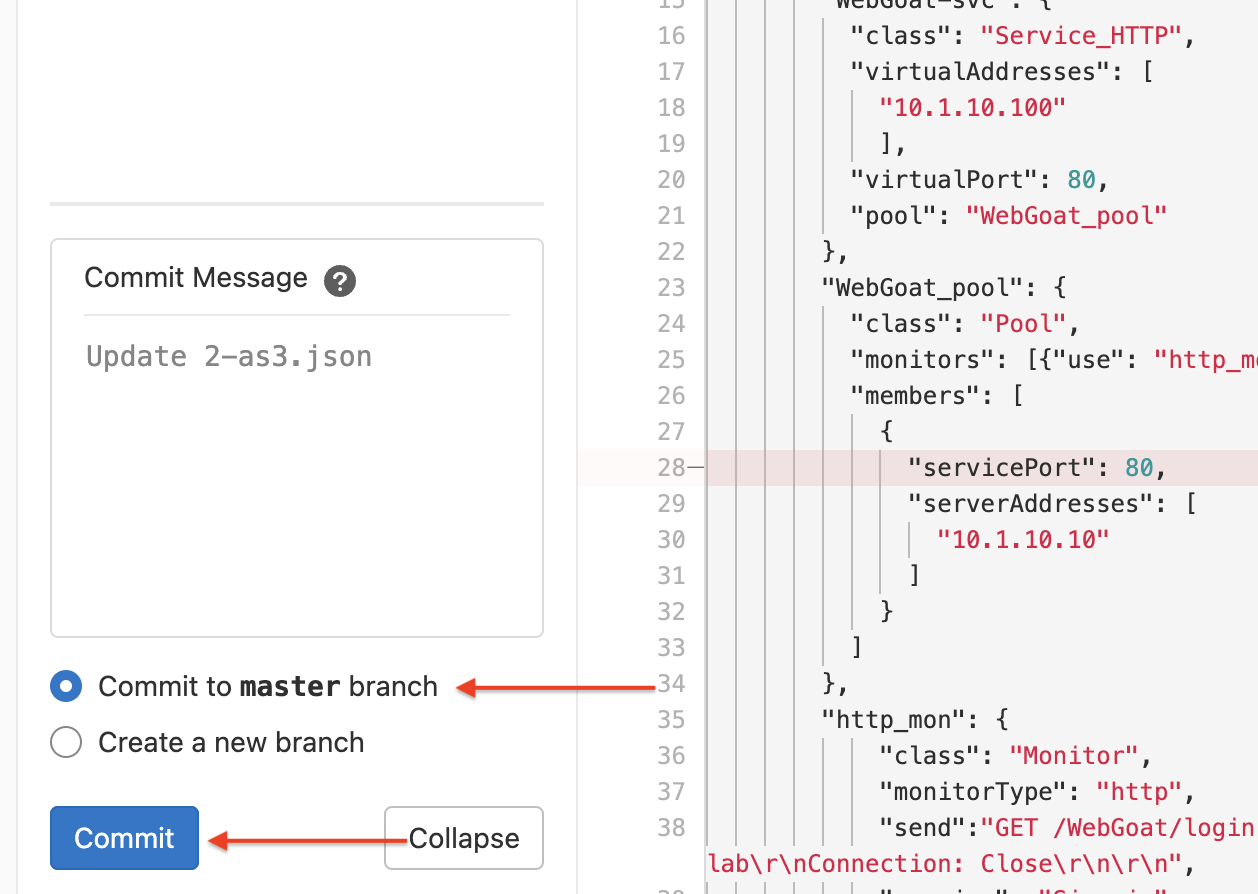 Commit Message ?
Update 2-as3.json
Commit to master branch
Create a new branch
Commit
Collapse
15 "WebGoat-svc": {
16 "class": "Service_HTTP",
17 "virtualAddresses": [
18 "10.1.10.100"
19 ],
20 "virtualPort": 80,
21 "pool": "WebGoat_pool"
22 },
23 "WebGoat_pool": {
24 "class": "Pool",
25 "monitors": [{"use":
26 "members": [
27 {
28— "servicePort": 80,
29 "serverAddresses": [
30 "10.1.10.10"
31 ]
32 }
33 ]
34 },
35 "http_mon": {
36 "class": "Monitor",
37 "monitorType": "http",
38 "send":"GET /WebGoat/login
lab\r\nConnection: Close\r\n\r\n",